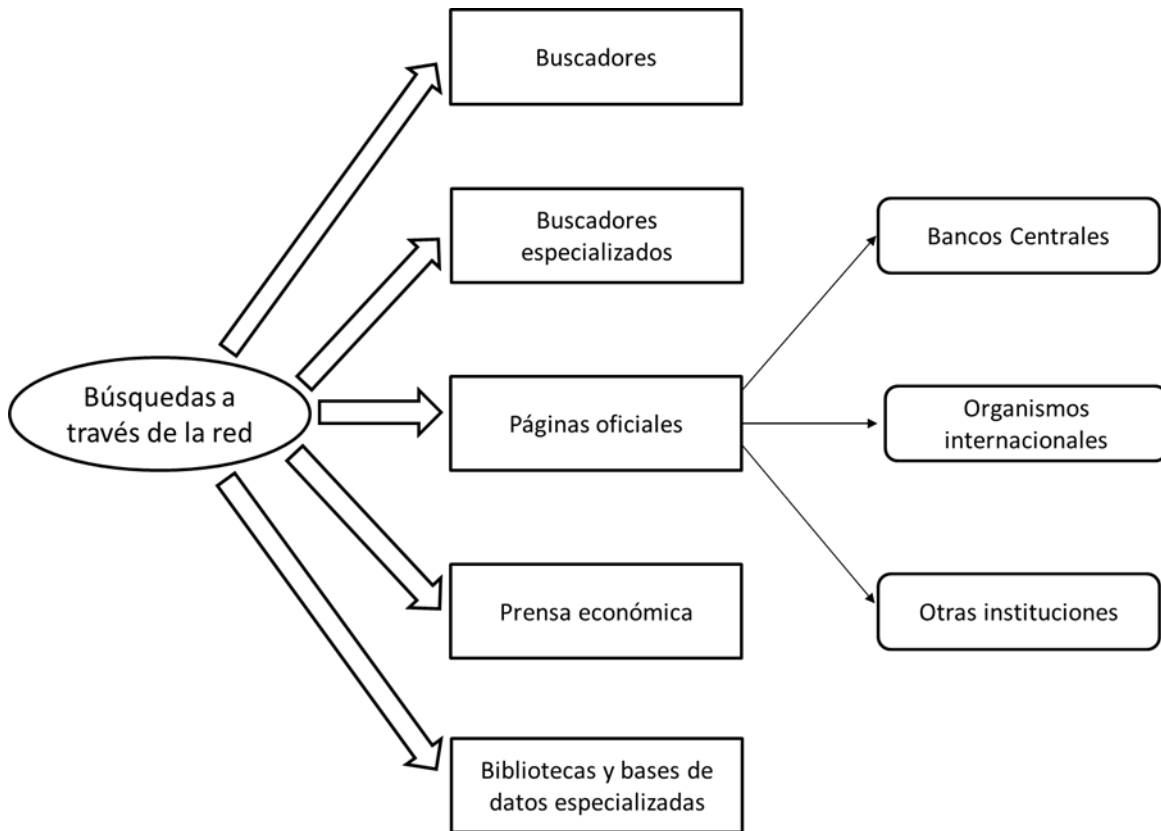 Buscadores
Buscadores
especializados
Bancos Centrales
Búsquedas a
través de la red
Páginas oficiales
Organismos
internacionales
Prensa económica
Otras instituciones
Bibliotecas y bases de
datos especializadas